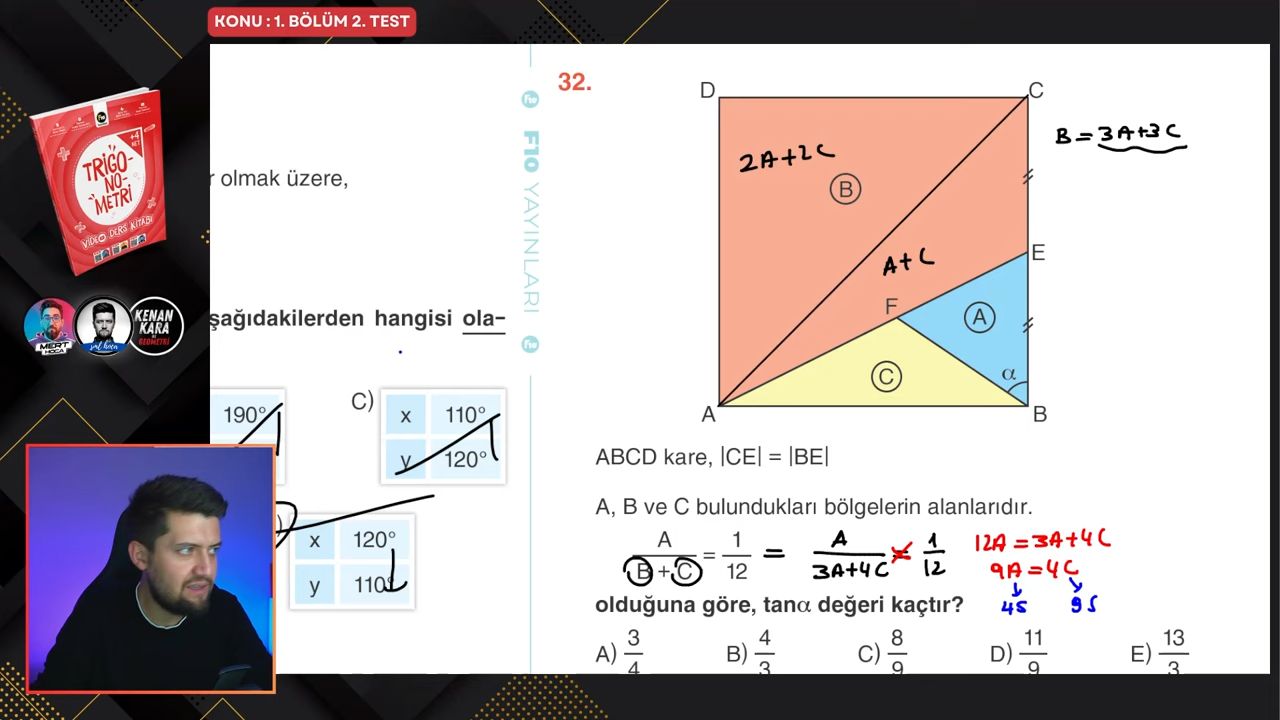 KONU : 1. BÖLÜM 2. TEST
+4 NET
TRİGO-
NO-
METRİ
VİDEO DERS KİTABI
MERT HOCA
KENAN
KARA
GEOMETRİ
r olmak üzere,
şağıdakilerden hangisi ola-
190°
C)
x 110°
y 120°
x 120°
y 110°
F10 YAYINLARI
32.
D
C
B = 3A+3C
2A+2C
B
A+C
E
F
A
C
α
A
B
ABCD kare, |CE| = |BE|
A, B ve C bulundukları bölgelerin alanlarıdır.
A / B + C = 1 / 12 = A / 3A+4C = 1 / 12
12A = 3A+4C
9A = 4C
4S 9S
olduğuna göre, tanα değeri kaçtır?
A) 3/4 B) 4/3 C) 8/9 D) 11/9 E) 13/3